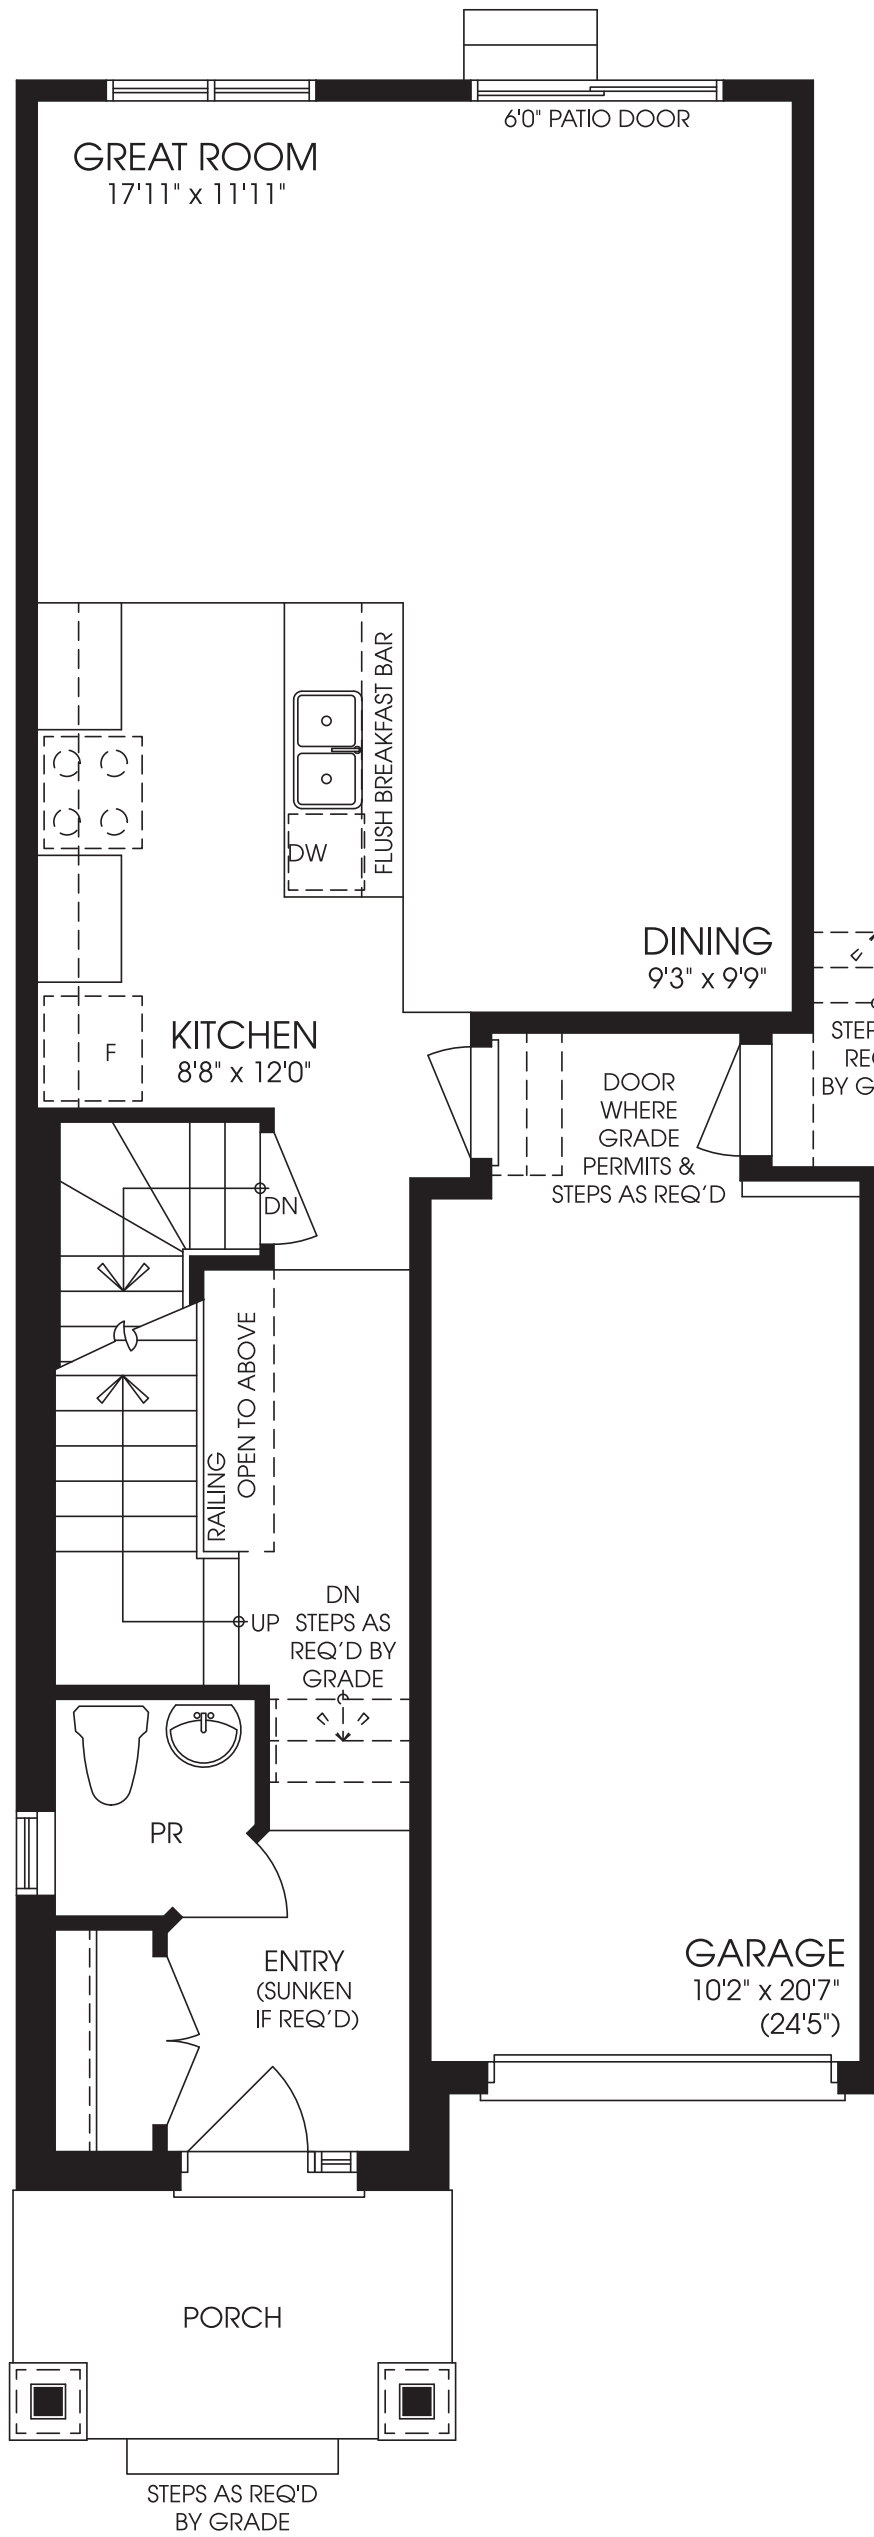 6'0" PATIO DOOR
GREAT ROOM
17'11" x 11'11"
FLUSH BREAKFAST BAR
DW
DINING
9'3" x 9'9"
F
KITCHEN
8'8" x 12'0"
DOOR
WHERE
GRADE
PERMITS &
STEPS AS REQ'D
BY G
DN
OPEN TO ABOVE
RAILING
UP
DN
STEPS AS
REQ'D BY
GRADE
PR
ENTRY
(SUNKEN
IF REQ'D)
GARAGE
10'2" x 20'7"
(24'5")
PORCH
STEPS AS REQ'D
BY GRADE